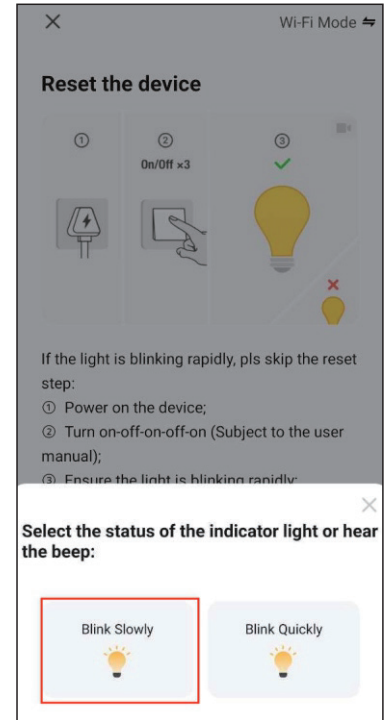 Wi-Fi Mode
Reset the device
①
②
③
On/Off ×3
If the light is blinking rapidly, pls skip the reset
step:
① Power on the device;
② Turn on-off-on-off-on (Subject to the user
manual);
③ Ensure the light is blinking rapidly;
Select the status of the indicator light or hear
the beep:
Blink Slowly
Blink Quickly